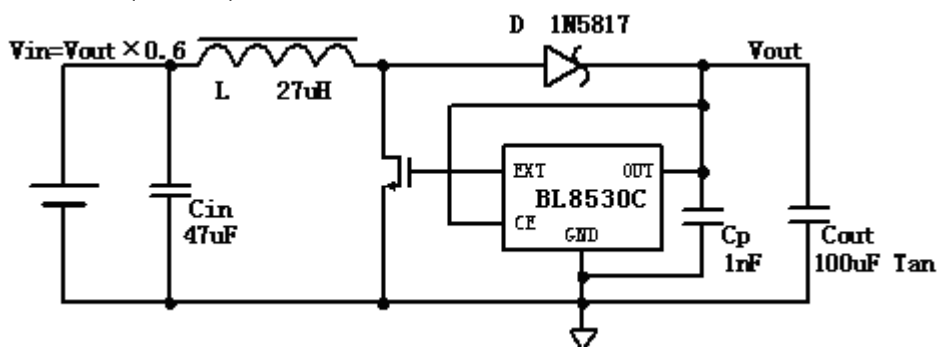 D 1N5817
Vin=Vout×0.6
Vout
L 27uH
EXT OUT
BL8530C
CE
GND
Cin
47uF
Cp
1nF
Cout
100uF Tan